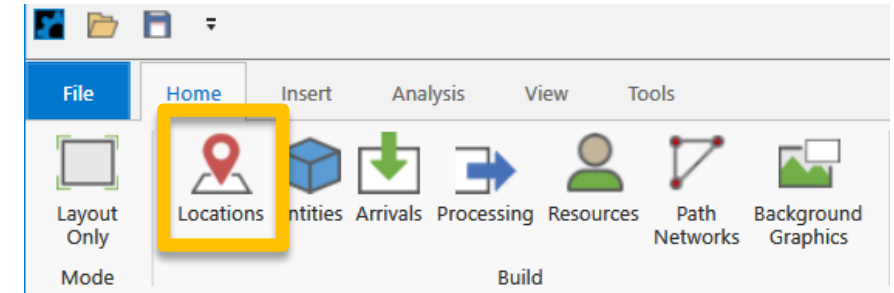 File Home Insert Analysis View Tools
Layout Only
Locations
ntities
Arrivals
Processing
Resources
Path Networks
Background Graphics
Mode
Build